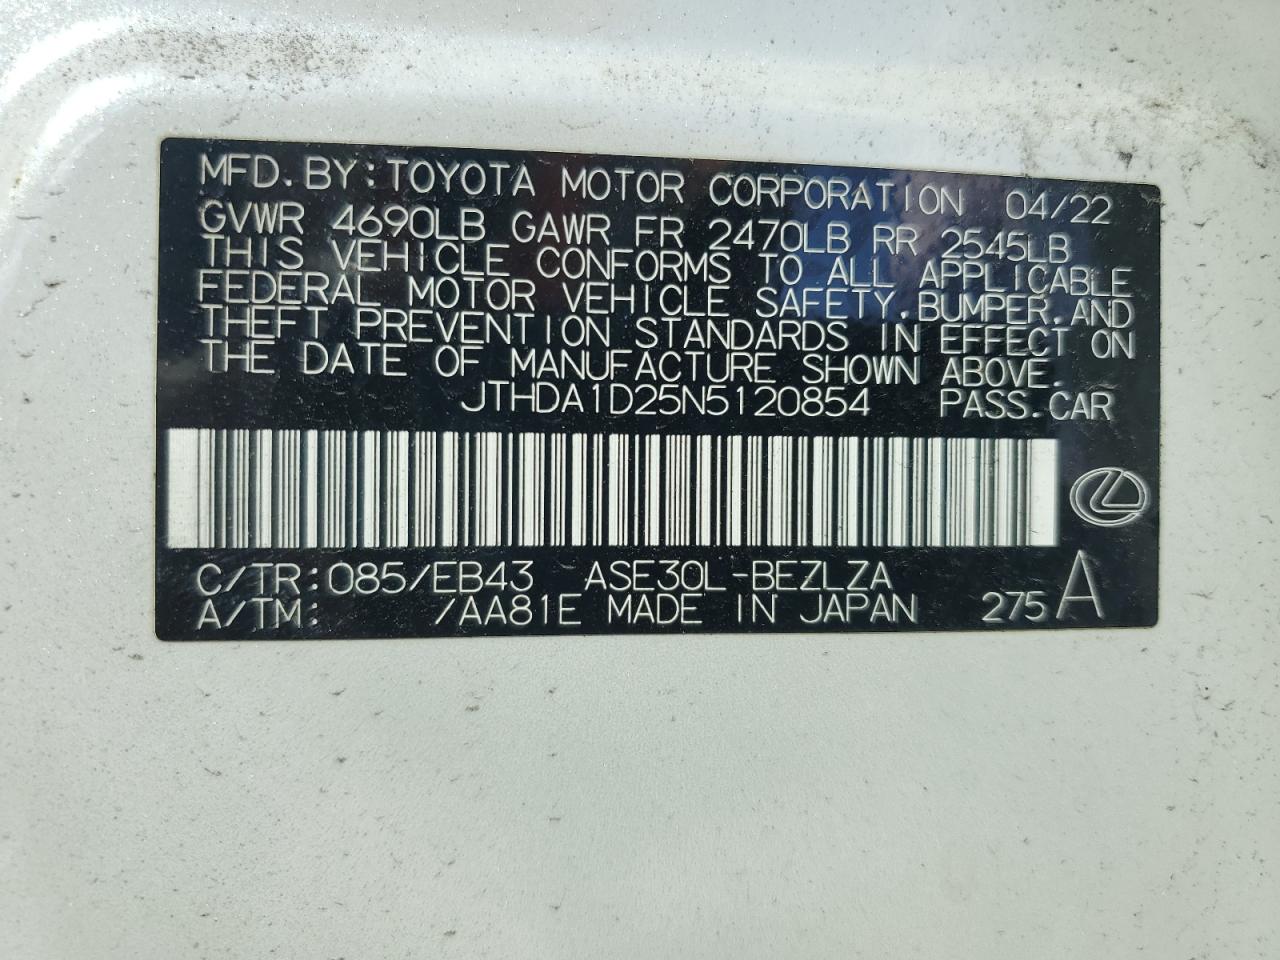 MFD.BY:TOYOTA MOTOR CORPORATION 04/22
GVWR 4690LB GAWR FR 2470LB RR 2545LB
THIS VEHICLE CONFORMS TO ALL APPLICABLE
FEDERAL MOTOR VEHICLE SAFETY,BUMPER,AND
THEFT PREVENTION STANDARDS IN EFFECT ON
THE DATE OF MANUFACTURE SHOWN ABOVE.
JTHDA1D25N5120854 PASS.CAR
C/TR:085/EB43 ASE30L-BEZLZA
A/TM: /AA81E MADE IN JAPAN 275 A